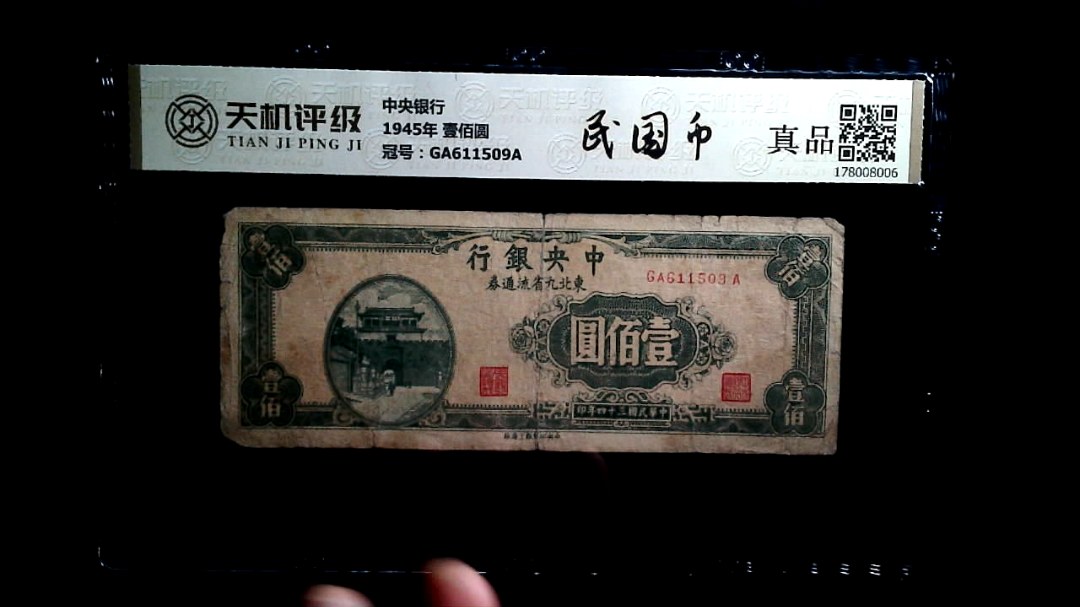 天机评级
TIAN JI PING JI
中央银行
1945年 壹佰圆
冠号：GA611509A
民国币
真品
178008006
中央銀行
東北九省流通券
GA611509A
壹佰圓
中華民國三十四年印
壹佰
壹佰
壹佰
壹佰